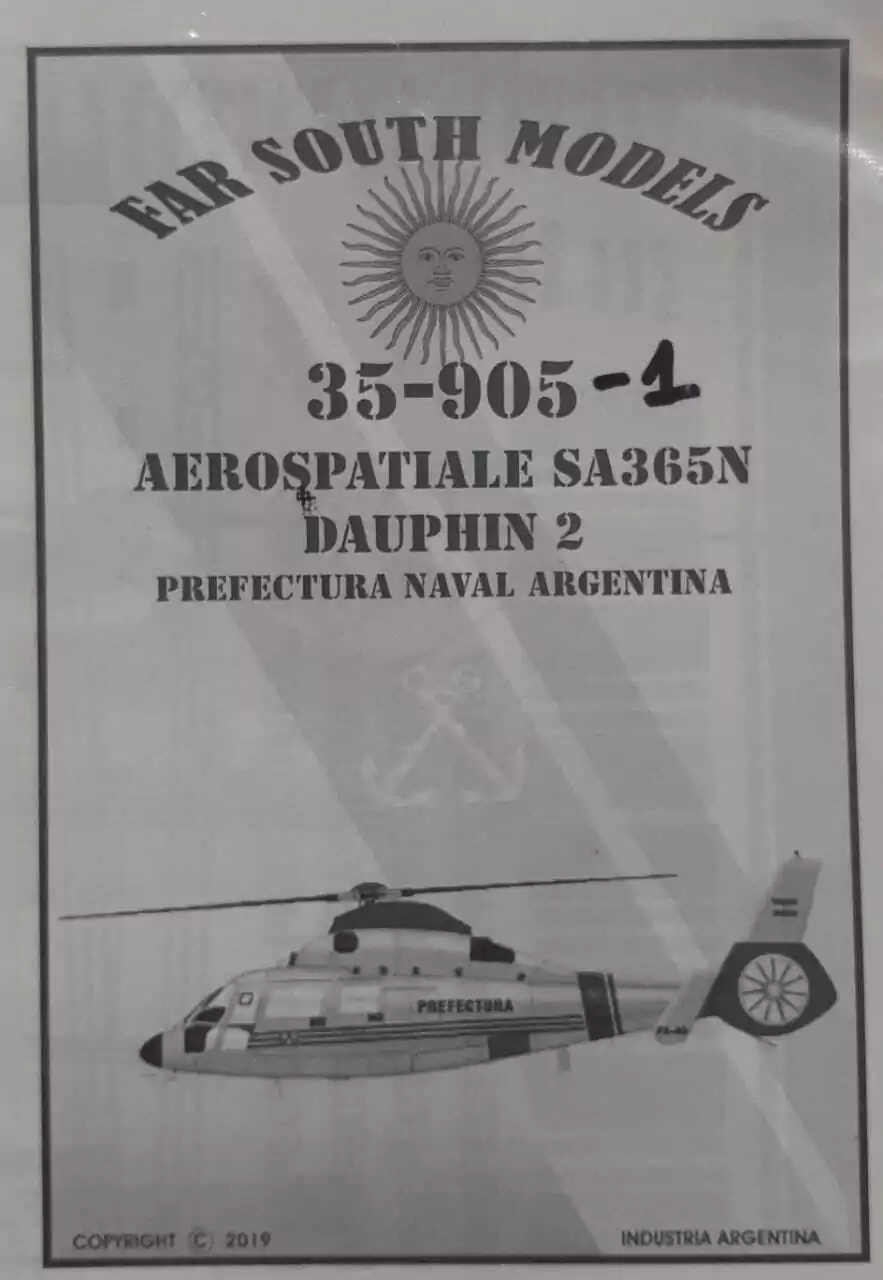 FAR SOUTH MODELS
35-905-1
AEROSPATIALE SA365N
DAUPHIN 2
PREFECTURA NAVAL ARGENTINA
PREFECTURA
COPYRIGHT © 2019
INDUSTRIA ARGENTINA